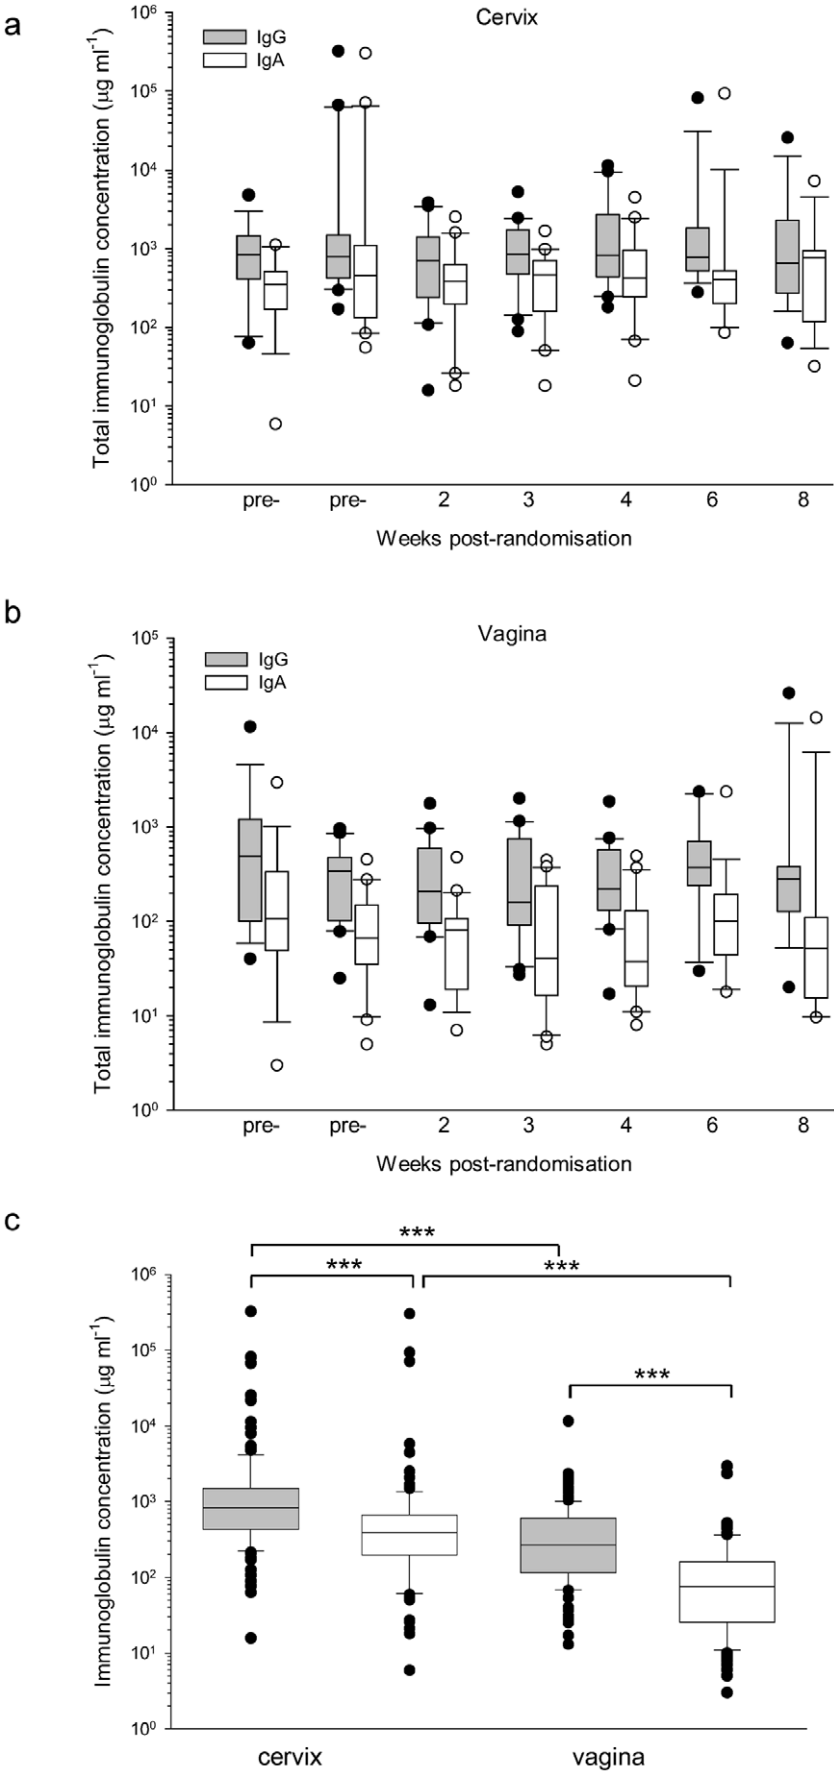 a
Cervix
IgG
IgA
Total immunoglobulin concentration (µg ml⁻¹)
10⁶
10⁵
10⁴
10³
10²
10¹
10⁰
pre- pre- 2 3 4 6 8
Weeks post-randomisation
b
Vagina
IgG
IgA
Total immunoglobulin concentration (µg ml⁻¹)
10⁵
10⁴
10³
10²
10¹
10⁰
pre- pre- 2 3 4 6 8
Weeks post-randomisation
c
***
*** ***
***
Immunoglobulin concentration (µg ml⁻¹)
10⁶
10⁵
10⁴
10³
10²
10¹
10⁰
cervix vagina